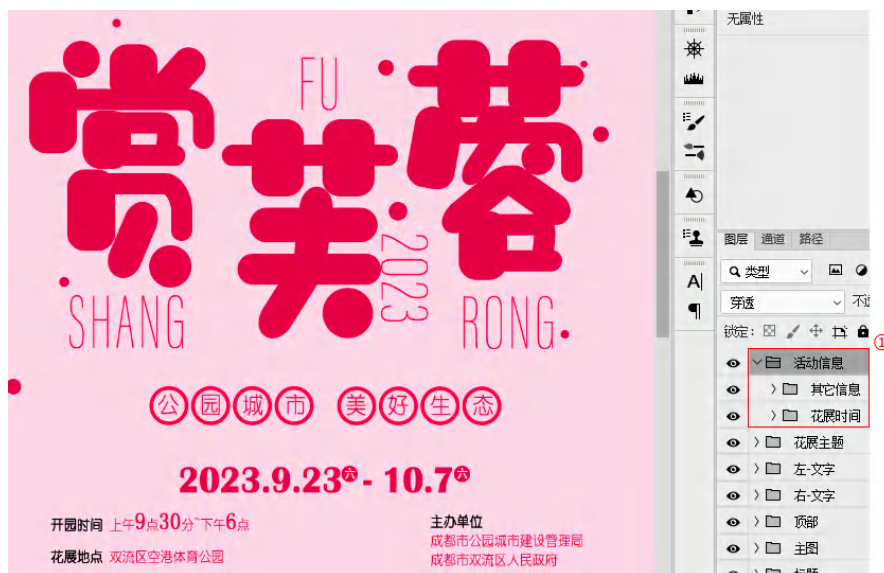 赏芙蓉
FU
2023
SHANG
RONG
公园城市 美好生态
2023.9.23六 - 10.7六
开园时间 上午9点30分~下午6点
花展地点 双流区空港体育公园
主办单位
成都市公园城市建设管理局
成都市双流区人民政府
无属性
A
图层 通道 路径
类型
穿透
锁定:
①
活动信息
其它信息
花展时间
花展主题
左-文字
右-文字
顶部
主图